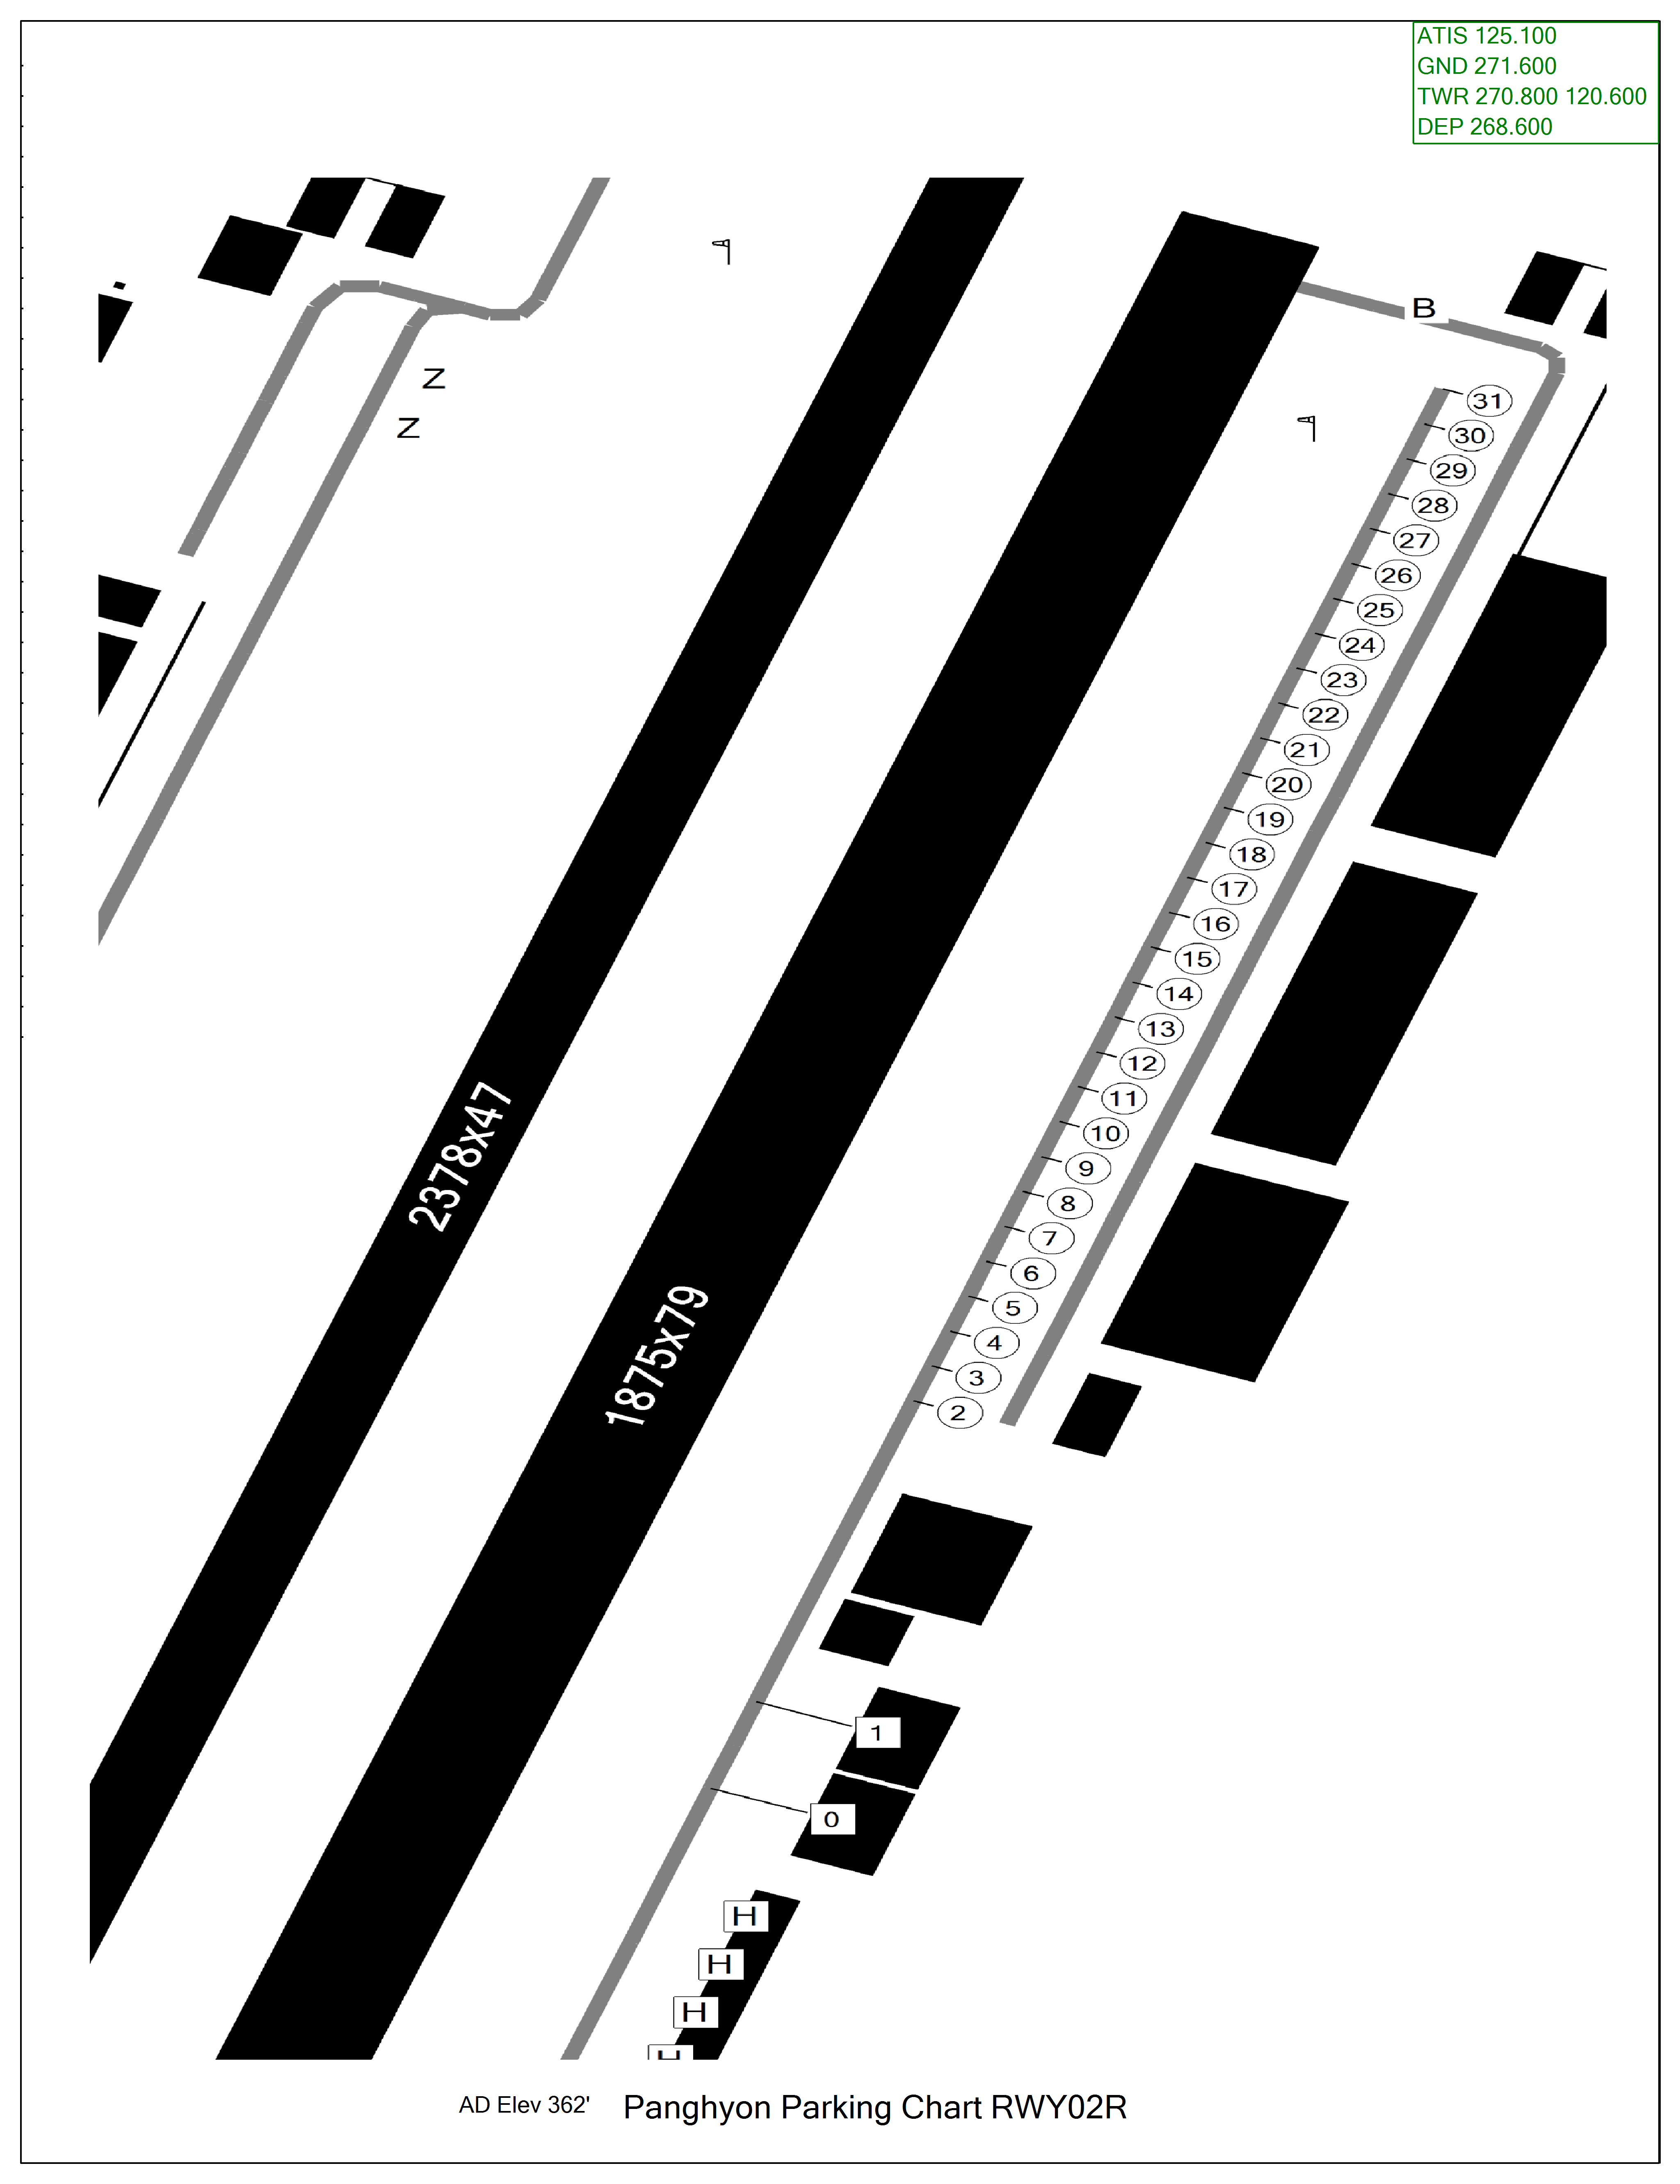 ATIS 125.100
GND 271.600
TWR 270.800 120.600
DEP 268.600
B
Z
Z
31
30
29
28
27
26
25
24
23
22
21
20
19
18
17
16
15
14
13
12
11
10
9
8
7
6
5
4
3
2
2378x47
1875x79
1
0
H
H
H
H
AD Elev 362' Panghyon Parking Chart RWY02R